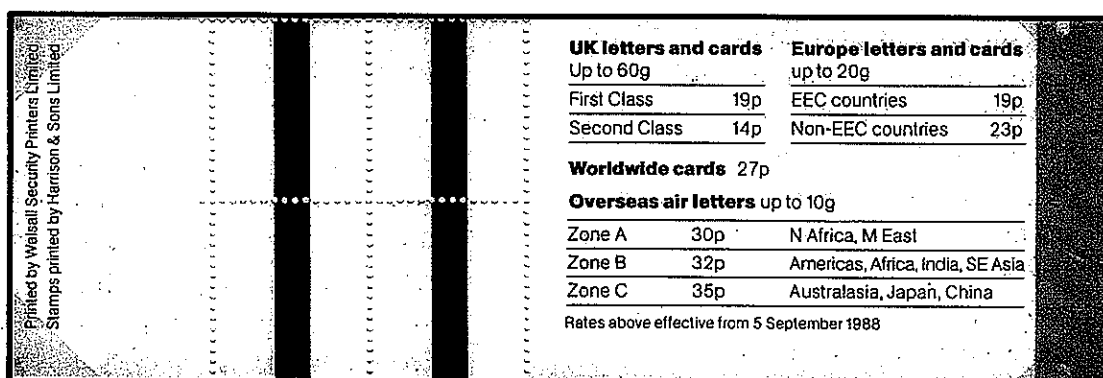 Printed by Walsall Security Printers Limited
Stamps printed by Harrison & Sons Limited
UK letters and cards
Up to 60g
First Class 19p
Second Class 14p
Europe letters and cards
up to 20g
EEC countries 19p
Non-EEC countries 23p
Worldwide cards 27p
Overseas air letters up to 10g
Zone A 30p N Africa, M East
Zone B 32p Americas, Africa, India, SE Asia
Zone C 35p Australasia, Japan, China
Rates above effective from 5 September 1988